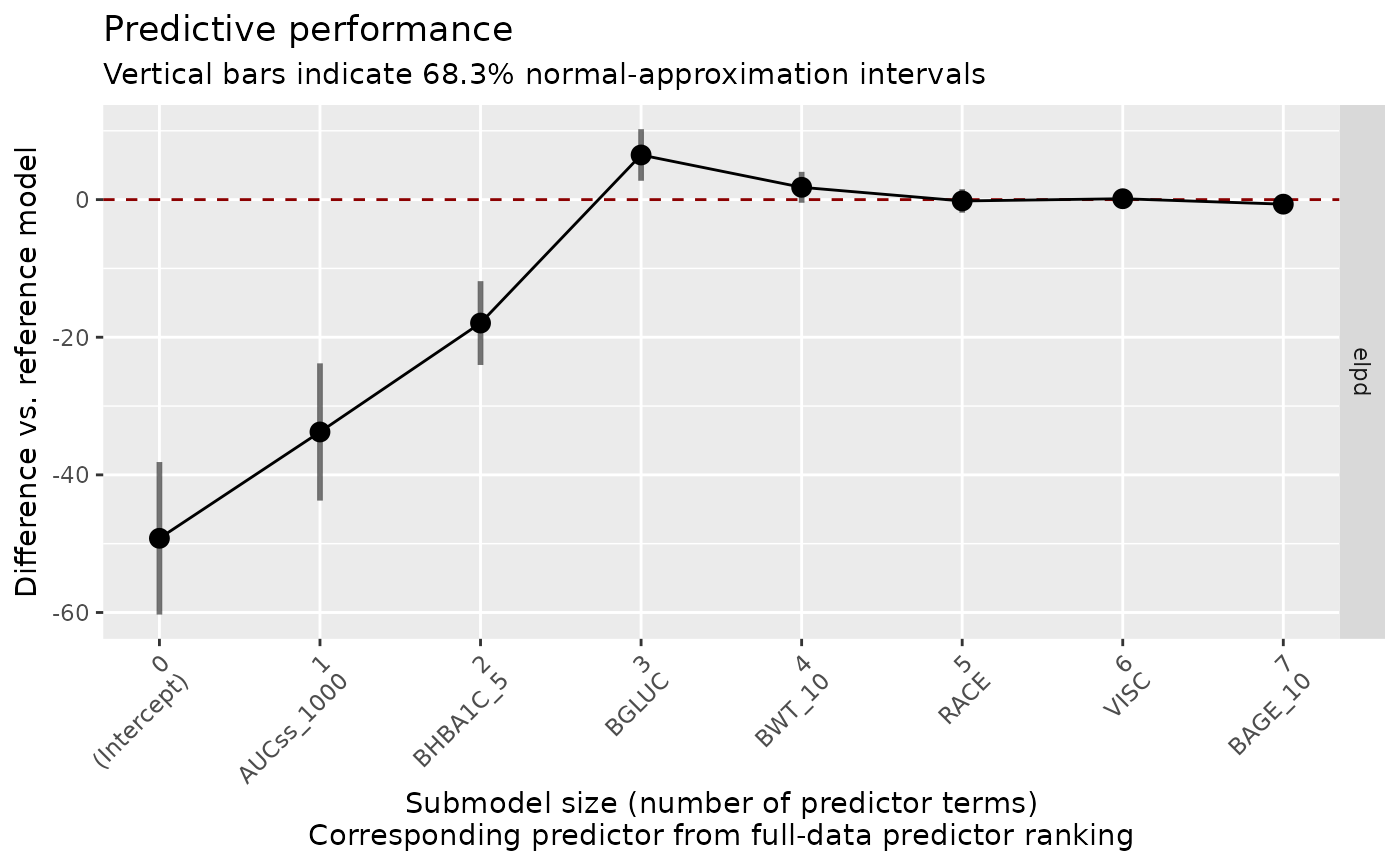 Predictive performance
Vertical bars indicate 68.3% normal-approximation intervals
Difference vs. reference model
0
-20
-40
-60
elpd
0
(Intercept)
1
AUCss_1000
2
BHBA1C_5
3
BGLUC
4
BWT_10
5
RACE
6
VISC
7
BAGE_10
Submodel size (number of predictor terms)
Corresponding predictor from full-data predictor ranking